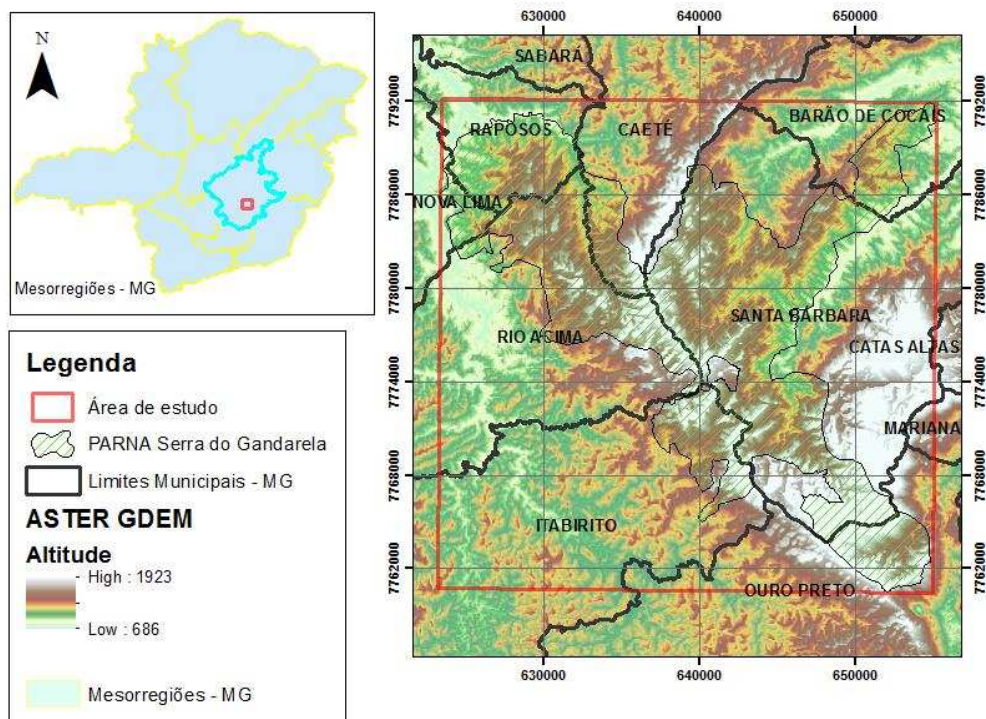 N
Mesorregiões - MG
Legenda
Área de estudo
PARNA Serra do Gandarela
Limites Municipais - MG
ASTER GDEM
Altitude
High : 1923
Low : 686
Mesorregiões - MG
630000 640000 650000
7792000 7792000
7786000 7786000
7780000 7780000
7774000 7774000
7768000 7768000
7762000 7762000
SABARÁ
RAPOSOS CAETÉ BARÃO DE COCAIS
NOVA LIMA
RIO ACIMA SANTA BÁRBARA
CATAS ALTAS
MARIANA
ITABIRITO
OURO PRETO
630000 640000 650000